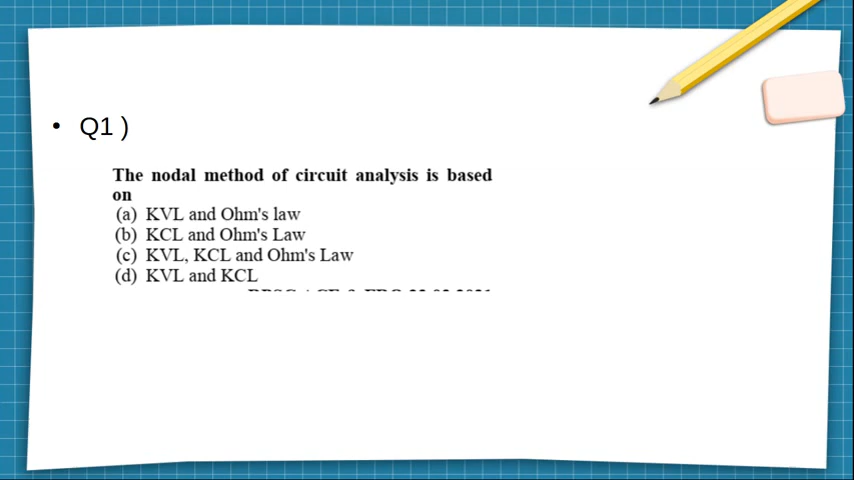 • Q1 )
The nodal method of circuit analysis is based
on
(a) KVL and Ohm's law
(b) KCL and Ohm's Law
(c) KVL, KCL and Ohm's Law
(d) KVL and KCL